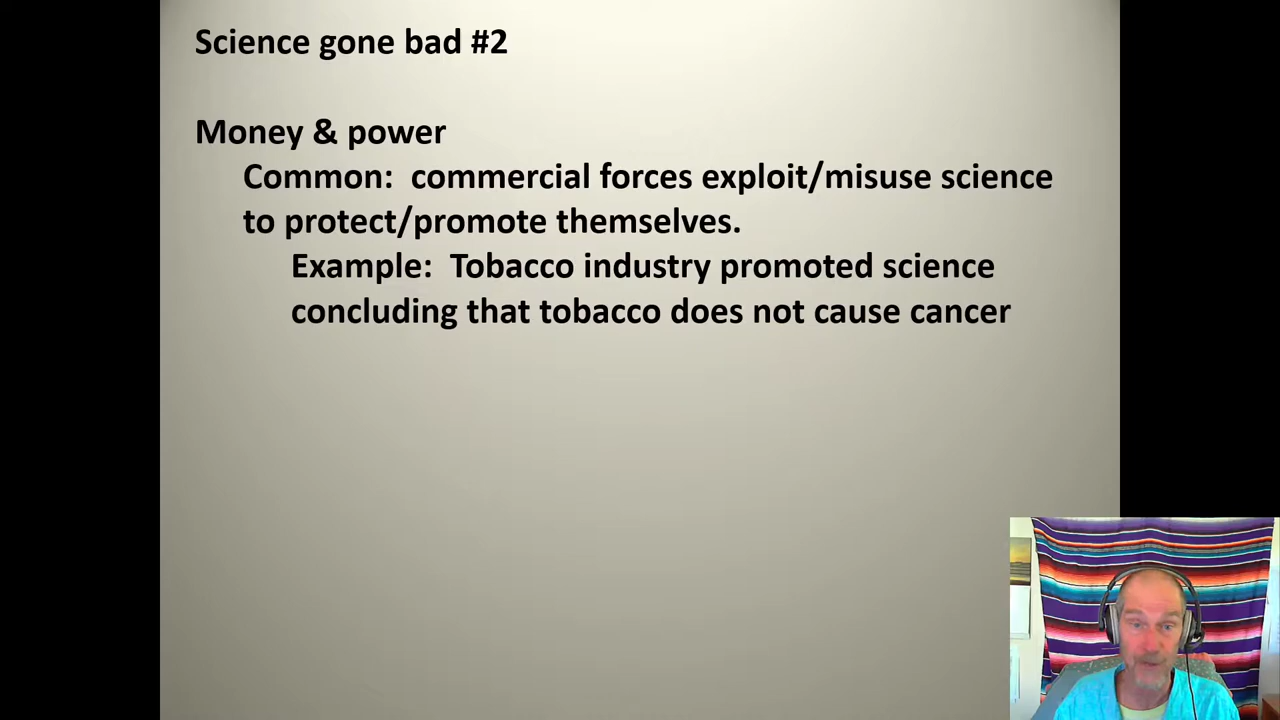 Science gone bad #2
Money & power
Common:  commercial forces exploit/misuse science
to protect/promote themselves.
Example:  Tobacco industry promoted science
concluding that tobacco does not cause cancer